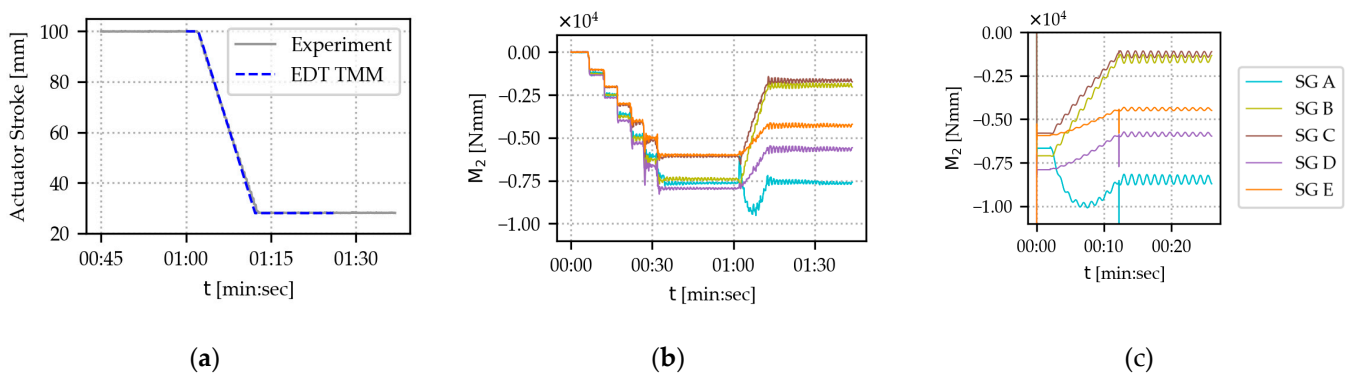 100
80
60
40
20
Actuator Stroke [mm]
Experiment
EDT TMM
00:45 01:00 01:15 01:30
t [min:sec]
(a)
×10⁴
0.00
−0.25
−0.50
−0.75
−1.00
M₂ [Nmm]
00:00 00:30 01:00 01:30
t [min:sec]
(b)
×10⁴
0.00
−0.25
−0.50
−0.75
−1.00
M₂ [Nmm]
00:00 00:10 00:20
t [min:sec]
(c)
SG A
SG B
SG C
SG D
SG E